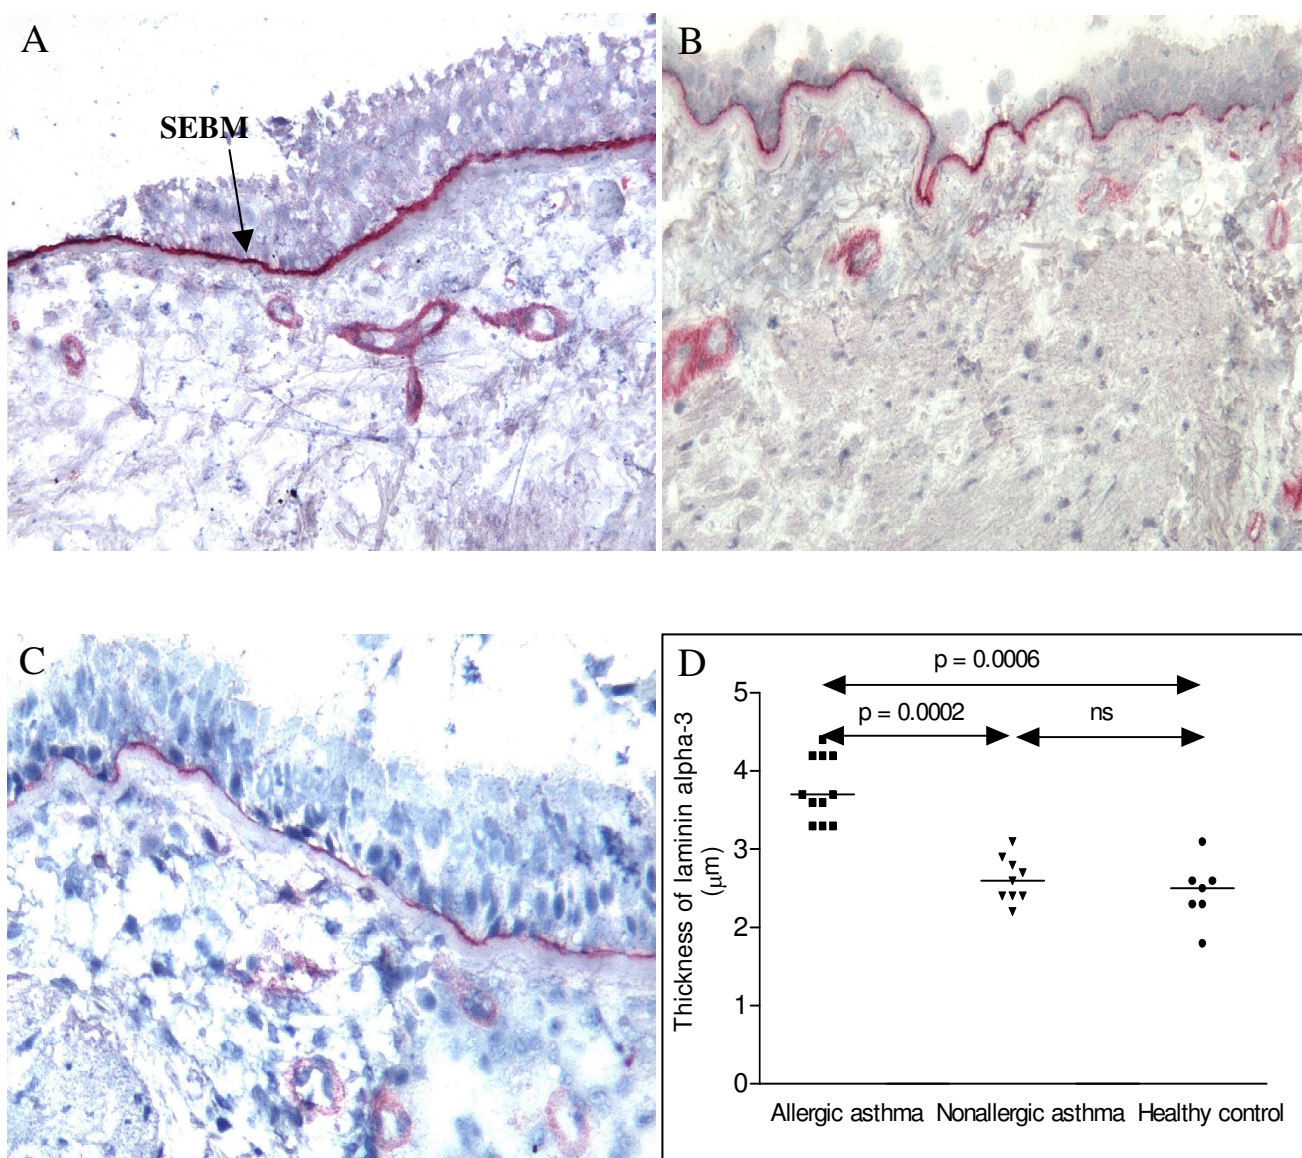 A
SEBM
B
C
D
p = 0.0006
p = 0.0002
ns
5
4
3
2
1
0
Thickness of laminin alpha-3
(μm)
Allergic asthma Nonallergic asthma Healthy control